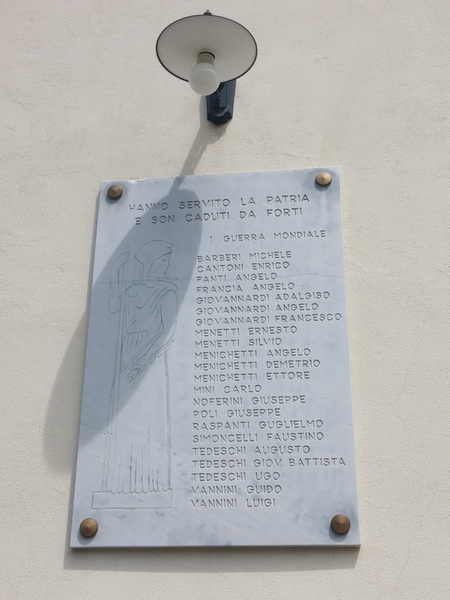 HANNO SERVITO LA PATRIA
E SON CADUTI DA FORTI
1 GUERRA MONDIALE
BARBERI MICHELE
CANTONI ENRICO
FANTI ANGELO
FRANCIA ANGELO
GIOVANNARDI ADALGISO
GIOVANNARDI ANGELO
GIOVANNARDI FRANCESCO
MENETTI ERNESTO
MENETTI SILVIO
MENICHETTI ANGELO
MENICHETTI DEMETRIO
MENICHETTI ETTORE
MINI CARLO
NOFERINI GIUSEPPE
POLI GIUSEPPE
RASPANTI GUGLIELMO
SIMONCELLI FAUSTINO
TEDESCHI AUGUSTO
TEDESCHI GIOV BATTISTA
TEDESCHI UGO
VANNINI GUIDO
VANNINI LUIGI